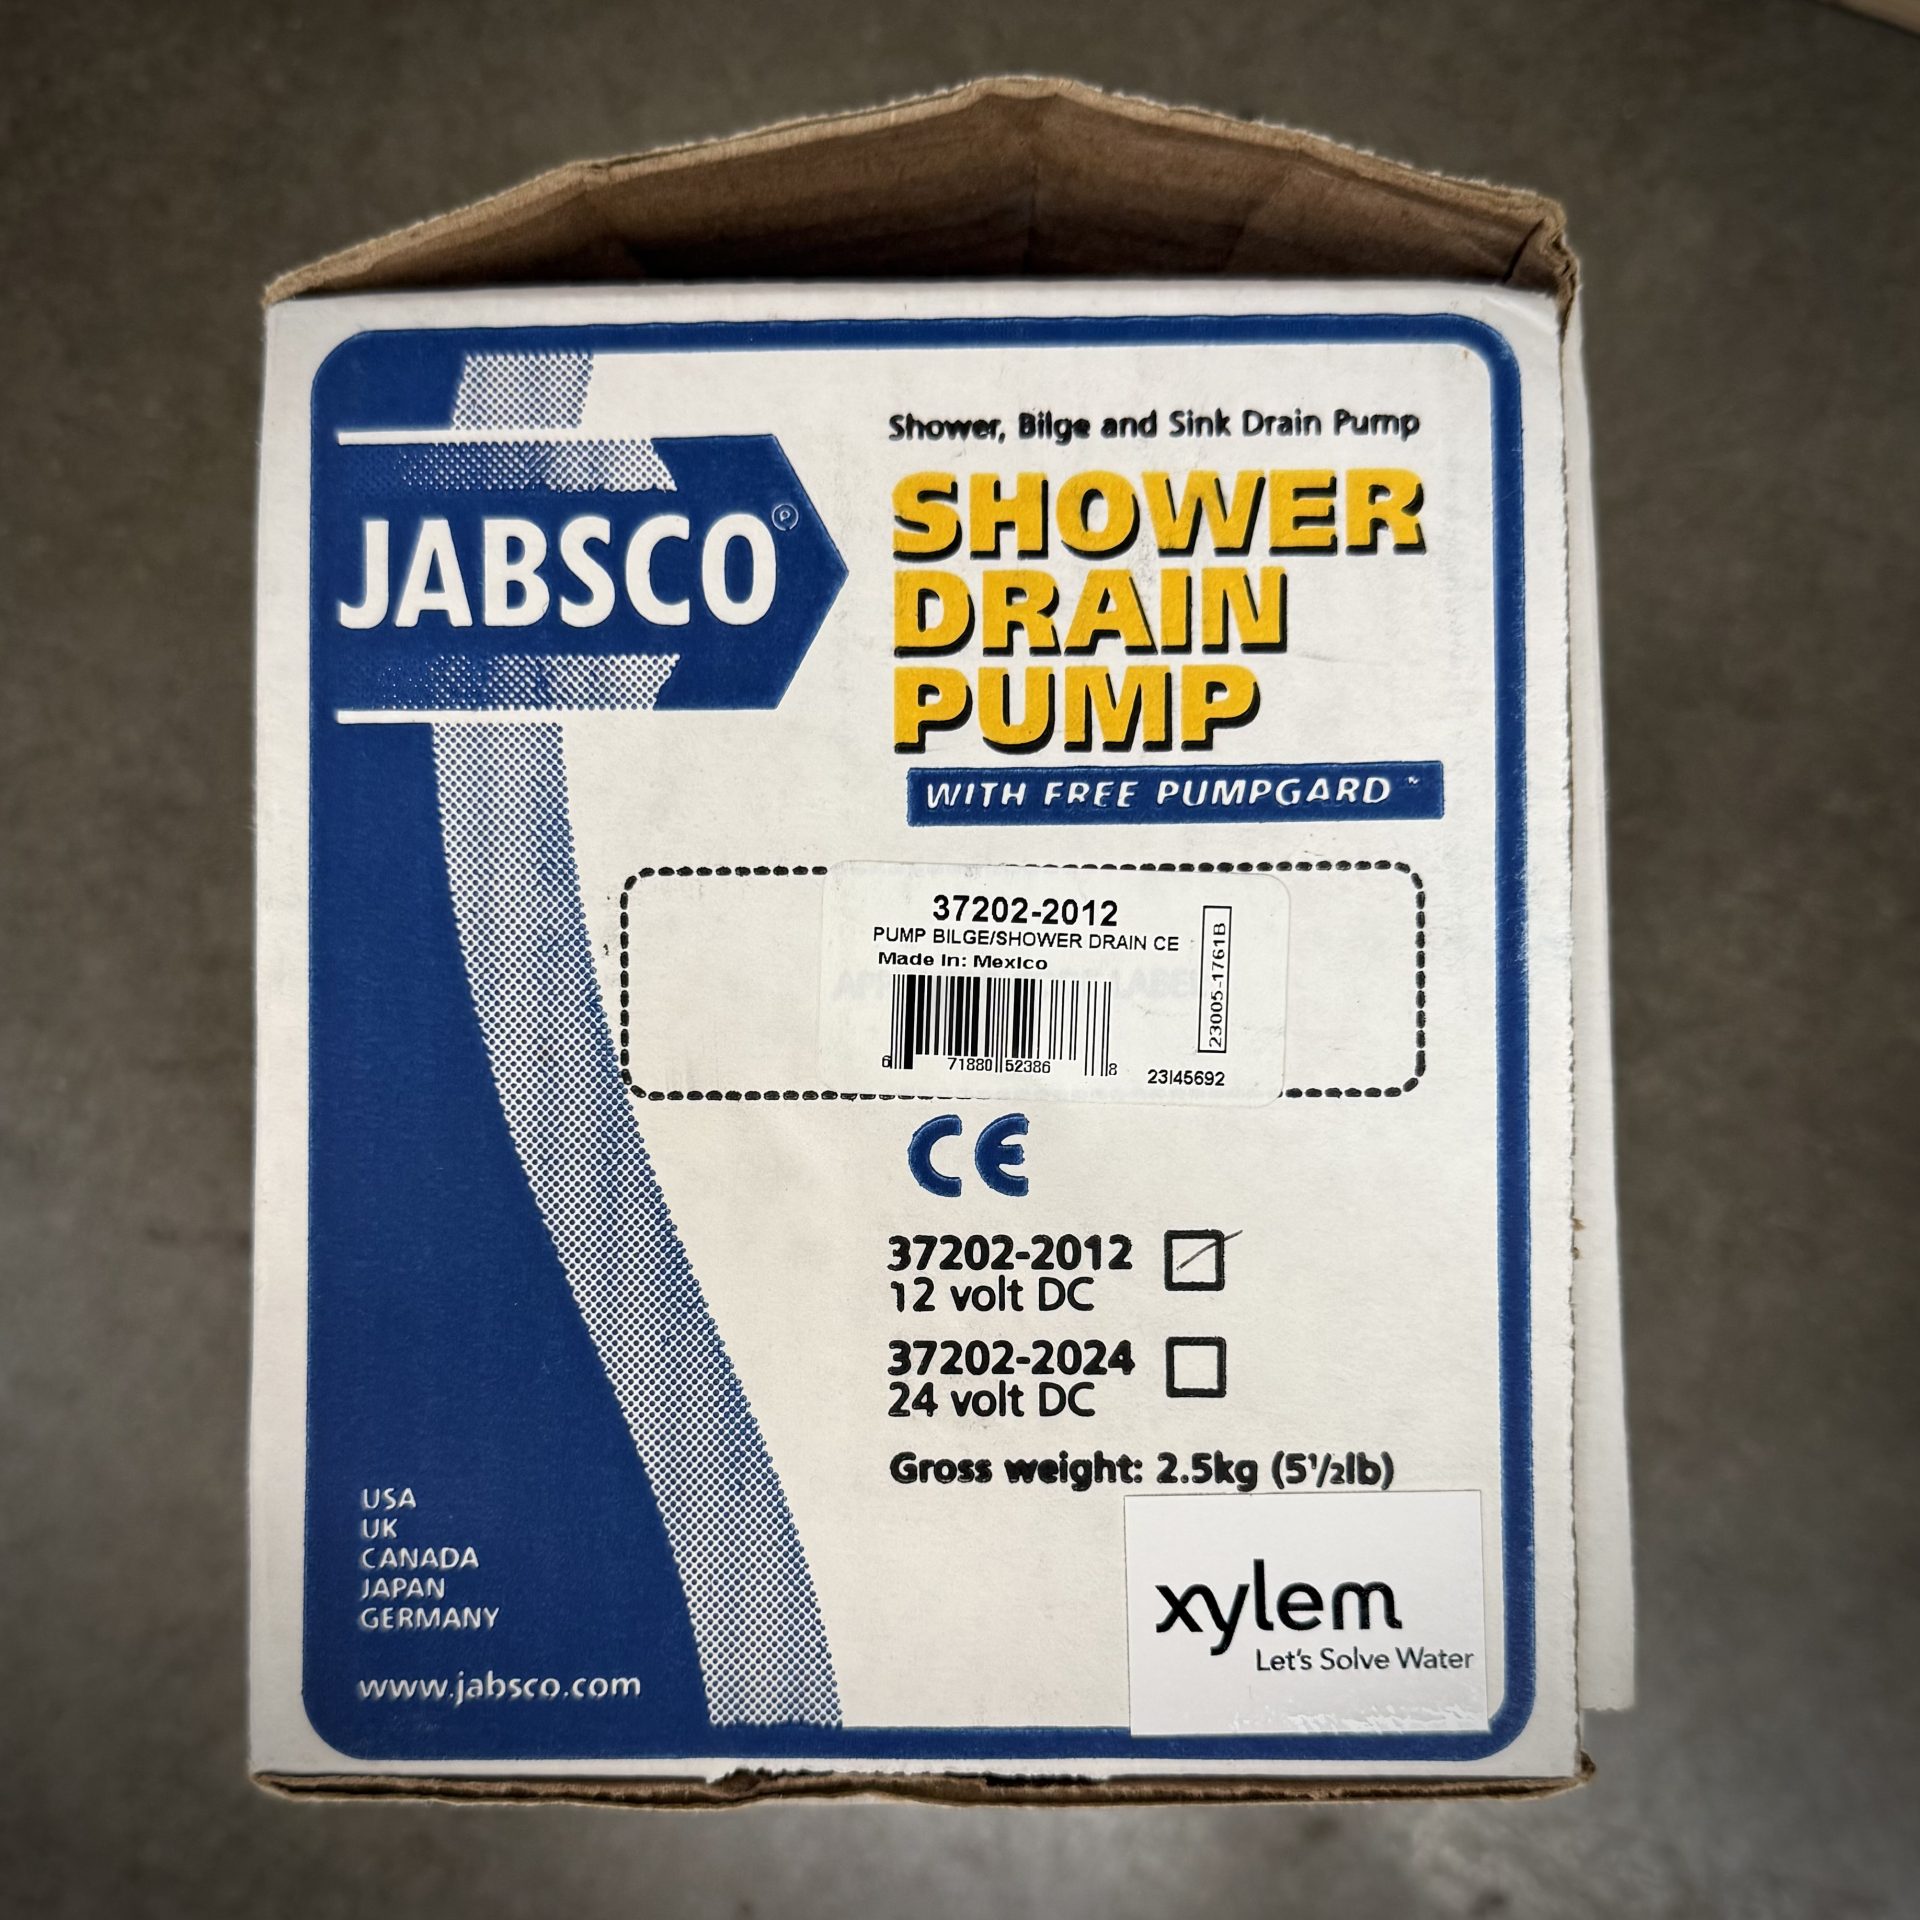 Shower, Bilge and Sink Drain Pump
JABSCO®
SHOWER
DRAIN
PUMP
WITH FREE PUMPGARD™
37202-2012
PUMP BILGE/SHOWER DRAIN CE
Made In: Mexico
23005-1761B
6 71880 52386 8
23I45692
CE
37202-2012
12 volt DC
37202-2024
24 volt DC
Gross weight: 2.5kg (5½lb)
USA
UK
CANADA
JAPAN
GERMANY
www.jabsco.com
xylem
Let's Solve Water